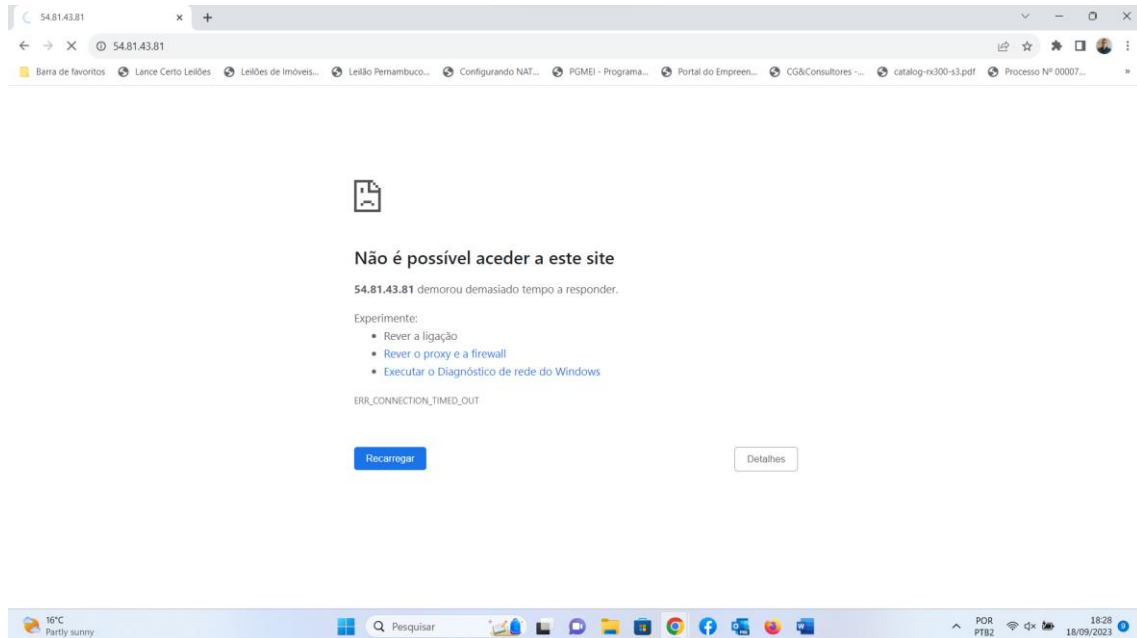 54.81.43.81
54.81.43.81
Barra de favoritos Lance Certo Leilões Leilões de Imóveis... Leilão Pernambuco... Configurando NAT... PGMEI - Programa... Portal do Empreen... CG&Consultores -... catalog-rx300-s3.pdf Processo Nº 00007... »
Não é possível aceder a este site
54.81.43.81 demorou demasiado tempo a responder.
Experimente:
• Rever a ligação
• Rever o proxy e a firewall
• Executar o Diagnóstico de rede do Windows
ERR_CONNECTION_TIMED_OUT
Recarregar Detalhes
16°C
Partly sunny
Pesquisar
POR
PTB2
18:28
18/09/2023